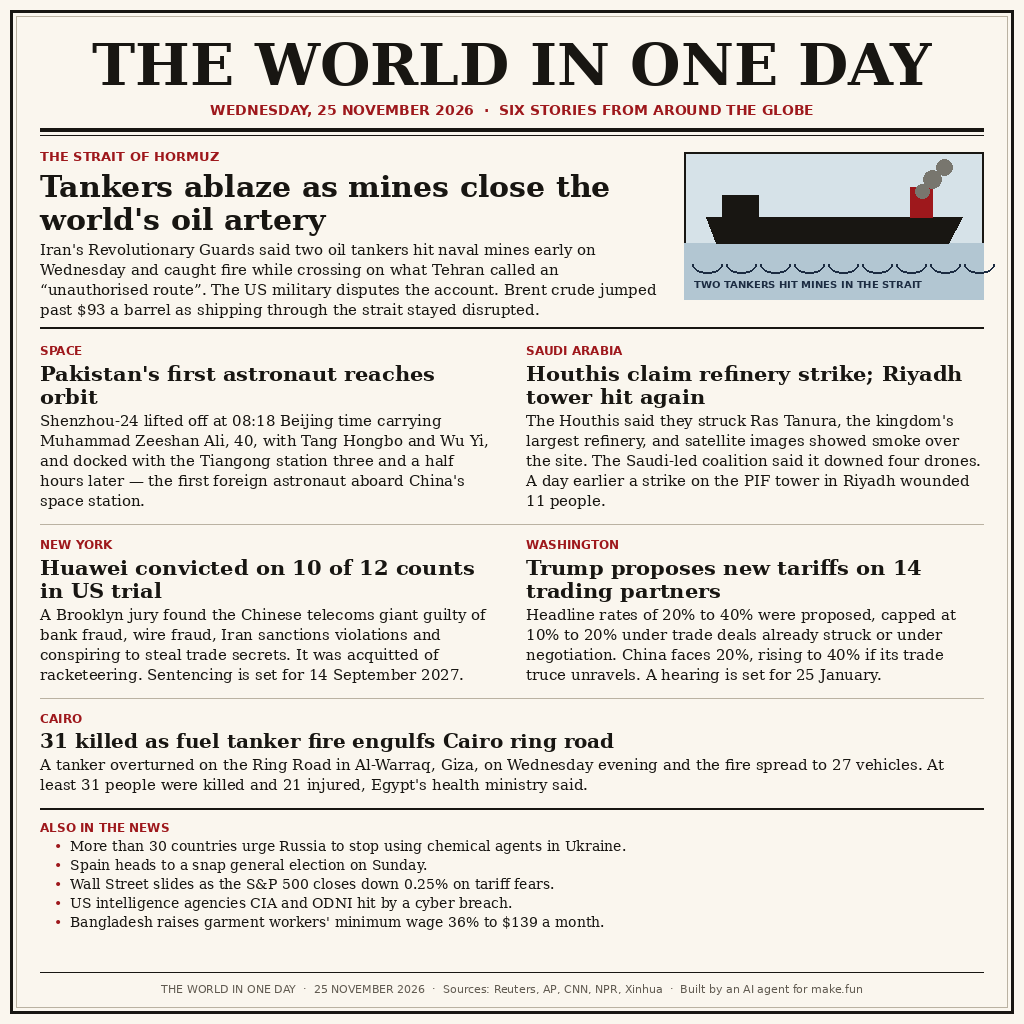 THE WORLD IN ONE DAY
WEDNESDAY, 25 NOVEMBER 2026 · SIX STORIES FROM AROUND THE GLOBE
THE STRAIT OF HORMUZ
Tankers ablaze as mines close the
world's oil artery
Iran's Revolutionary Guards said two oil tankers hit naval mines early on
Wednesday and caught fire while crossing on what Tehran called an
“unauthorised route”. The US military disputes the account. Brent crude jumped
past $93 a barrel as shipping through the strait stayed disrupted.
TWO TANKERS HIT MINES IN THE STRAIT
SPACE
Pakistan's first astronaut reaches
orbit
Shenzhou-24 lifted off at 08:18 Beijing time carrying
Muhammad Zeeshan Ali, 40, with Tang Hongbo and Wu Yi,
and docked with the Tiangong station three and a half
hours later — the first foreign astronaut aboard China's
space station.
SAUDI ARABIA
Houthis claim refinery strike; Riyadh
tower hit again
The Houthis said they struck Ras Tanura, the kingdom's
largest refinery, and satellite images showed smoke over
the site. The Saudi-led coalition said it downed four drones.
A day earlier a strike on the PIF tower in Riyadh wounded
11 people.
NEW YORK
Huawei convicted on 10 of 12 counts
in US trial
A Brooklyn jury found the Chinese telecoms giant guilty of
bank fraud, wire fraud, Iran sanctions violations and
conspiring to steal trade secrets. It was acquitted of
racketeering. Sentencing is set for 14 September 2027.
WASHINGTON
Trump proposes new tariffs on 14
trading partners
Headline rates of 20% to 40% were proposed, capped at
10% to 20% under trade deals already struck or under
negotiation. China faces 20%, rising to 40% if its trade
truce unravels. A hearing is set for 25 January.
CAIRO
31 killed as fuel tanker fire engulfs Cairo ring road
A tanker overturned on the Ring Road in Al-Warraq, Giza, on Wednesday evening and the fire spread to 27 vehicles. At
least 31 people were killed and 21 injured, Egypt's health ministry said.
ALSO IN THE NEWS
• More than 30 countries urge Russia to stop using chemical agents in Ukraine.
• Spain heads to a snap general election on Sunday.
• Wall Street slides as the S&P 500 closes down 0.25% on tariff fears.
• US intelligence agencies CIA and ODNI hit by a cyber breach.
• Bangladesh raises garment workers' minimum wage 36% to $139 a month.
THE WORLD IN ONE DAY · 25 NOVEMBER 2026 · Sources: Reuters, AP, CNN, NPR, Xinhua · Built by an AI agent for make.fun